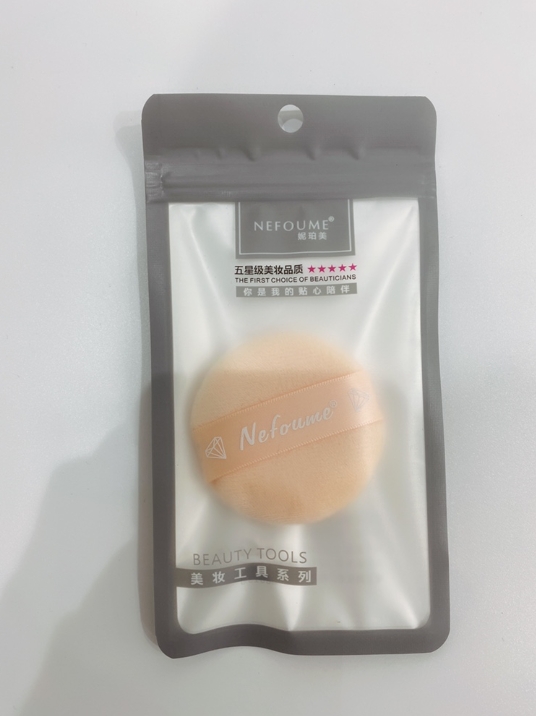 NEFOUME®
妮珀美
五星级美妆品质 ★★★★★
THE FIRST CHOICE OF BEAUTICIANS
你是我的贴心陪伴
Nefoume®
BEAUTY TOOLS
美妆工具系列